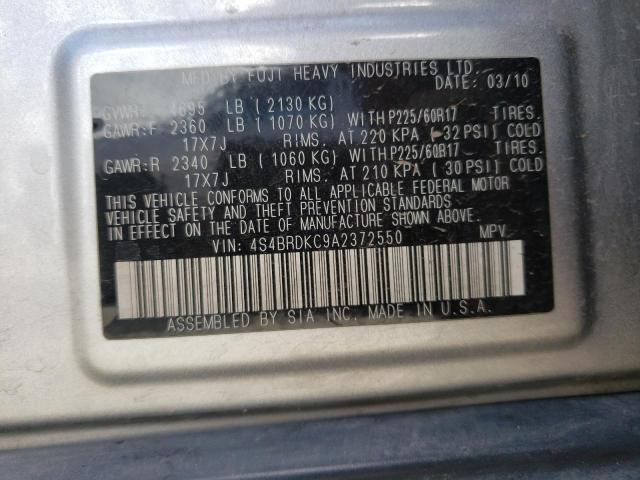 MFD BY FUJI HEAVY INDUSTRIES LTD.
DATE: 03/10
GVWR: 4695 LB (2130 KG)
GAWR:F 2360 LB (1070 KG) WITH P225/60R17 TIRES.
17X7J RIMS, AT 220 KPA (32 PSI) COLD
GAWR:R 2340 LB (1060 KG) WITH P225/60R17 TIRES.
17X7J RIMS, AT 210 KPA (30 PSI) COLD
THIS VEHICLE CONFORMS TO ALL APPLICABLE FEDERAL MOTOR
VEHICLE SAFETY AND THEFT PREVENTION STANDARDS
IN EFFECT ON THE DATE OF MANUFACTURE SHOWN ABOVE.
VIN: 4S4BRDKC9A2372550 MPV
ASSEMBLED BY SIA INC, MADE IN U.S.A.